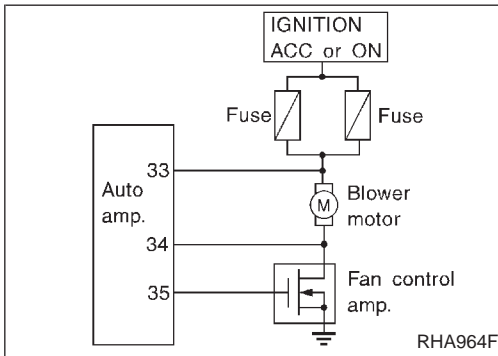 IGNITION
ACC or ON
Fuse
Fuse
33
Auto
amp.
Blower
motor
M
34
35
Fan control
amp.
RHA964F